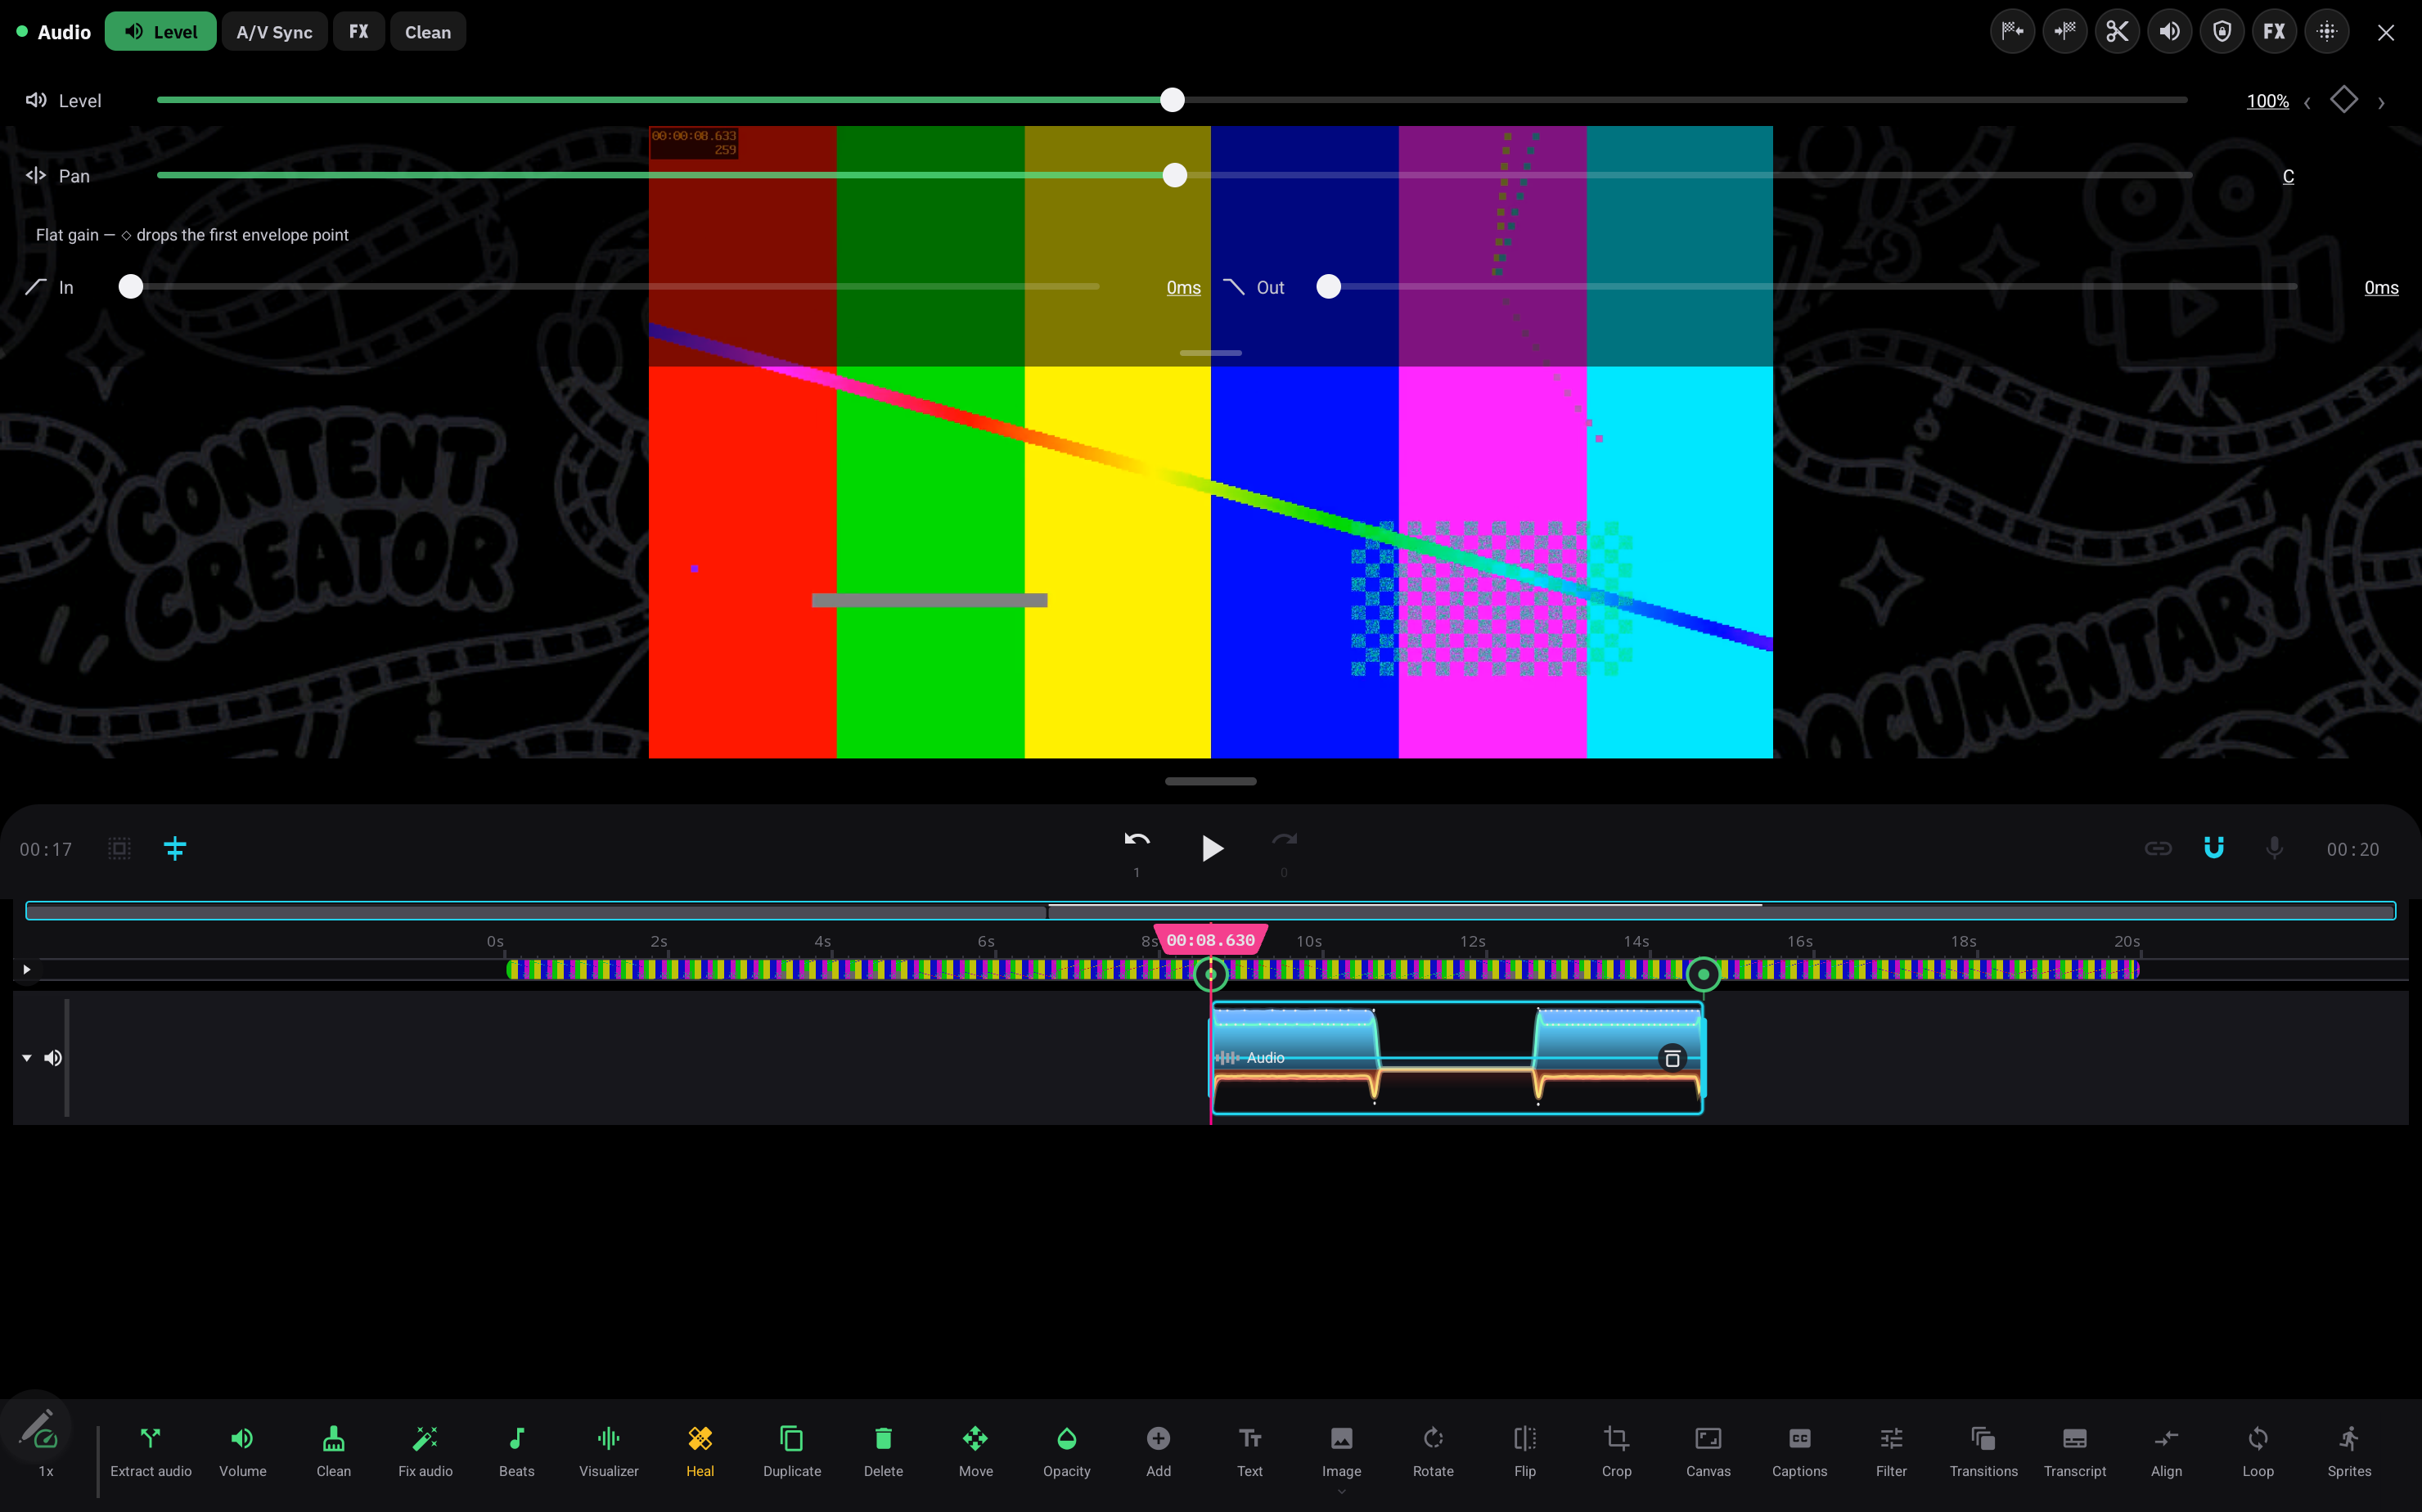 Audio Level A/V Sync FX Clean FX
Level 100%
00:00:08.633
259
Pan C
Flat gain — ◇ drops the first envelope point
In 0ms Out 0ms
CONTENT
CREATOR
DOCUMENTARY
00:17 00:20
1 0
0s 2s 4s 6s 8s 00:08.630 10s 12s 14s 16s 18s 20s
Audio
1x Extract audio Volume Clean Fix audio Beats Visualizer Heal Duplicate Delete Move Opacity Add Text Image Rotate Flip Crop Canvas Captions Filter Transitions Transcript Align Loop Sprites